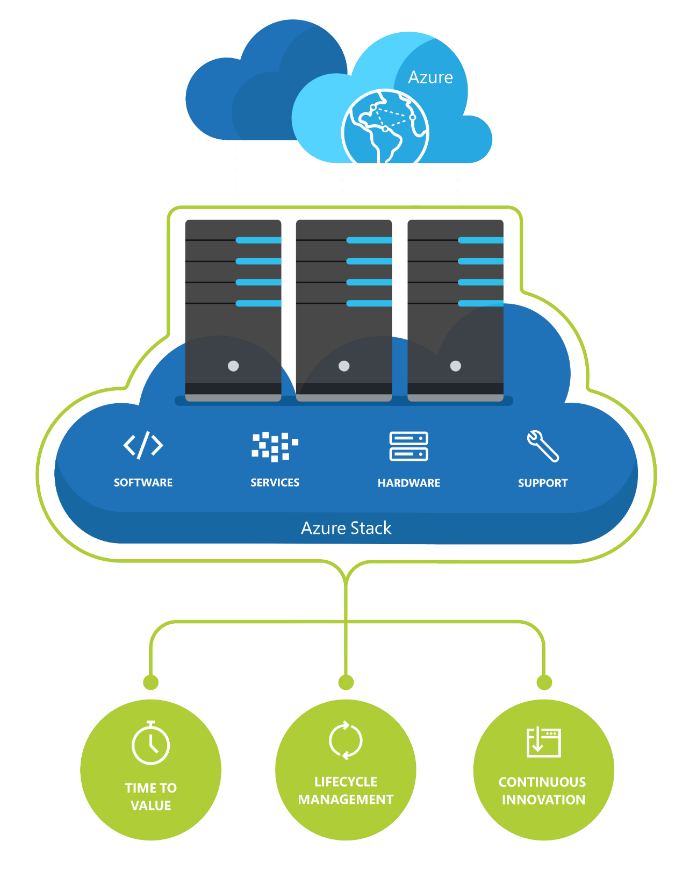 Azure
SOFTWARE
SERVICES
HARDWARE
SUPPORT
Azure Stack
TIME TO
VALUE
LIFECYCLE
MANAGEMENT
CONTINUOUS
INNOVATION